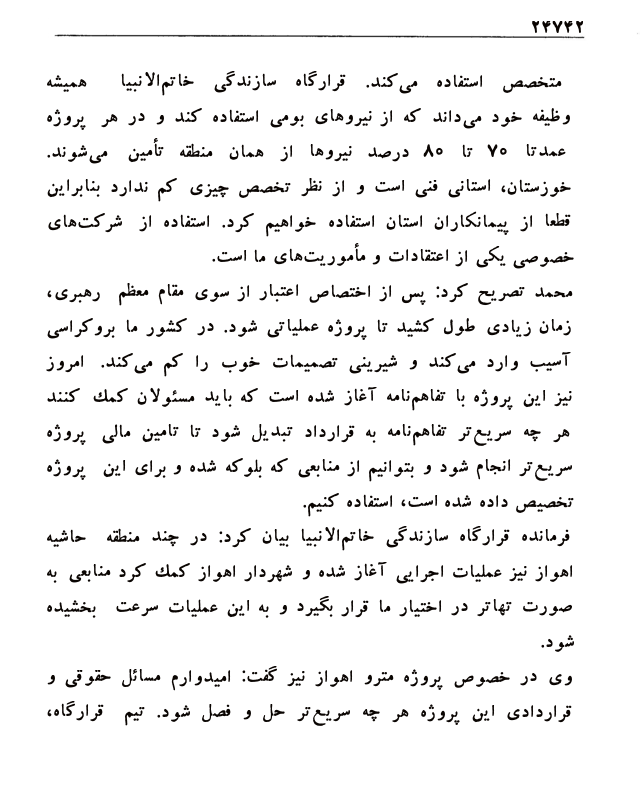 ۲۴۷۴۲
متخصص استفاده می‌کند. قرارگاه سازندگی خاتم‌الانبیا همیشه
وظیفه خود می‌داند که از نیروهای بومی استفاده کند و در هر پروژه
عمدتا ۷۰ تا ۸۰ درصد نیروها از همان منطقه تأمین می‌شوند.
خوزستان، استانی فنی است و از نظر تخصص چیزی کم ندارد بنابراین
قطعا از پیمانکاران استان استفاده خواهیم کرد. استفاده از شرکت‌های
خصوصی یکی از اعتقادات و مأموریت‌های ما است.
محمد تصریح کرد: پس از اختصاص اعتبار از سوی مقام معظم رهبری،
زمان زیادی طول کشید تا پروژه عملیاتی شود. در کشور ما بروکراسی
آسیب وارد می‌کند و شیرینی تصمیمات خوب را کم می‌کند. امروز
نیز این پروژه با تفاهم‌نامه آغاز شده است که باید مسئولان کمك کنند
هر چه سریع‌تر تفاهم‌نامه به قرارداد تبدیل شود تا تامین مالی پروژه
سریع‌تر انجام شود و بتوانیم از منابعی که بلوکه شده و برای این پروژه
تخصیص داده شده است، استفاده کنیم.
فرمانده قرارگاه سازندگی خاتم‌الانبیا بیان کرد: در چند منطقه حاشیه
اهواز نیز عملیات اجرایی آغاز شده و شهردار اهواز کمك کرد منابعی به
صورت تهاتر در اختیار ما قرار بگیرد و به این عملیات سرعت بخشیده
شود.
وی در خصوص پروژه مترو اهواز نیز گفت: امیدوارم مسائل حقوقی و
قراردادی این پروژه هر چه سریع‌تر حل و فصل شود. تیم قرارگاه،